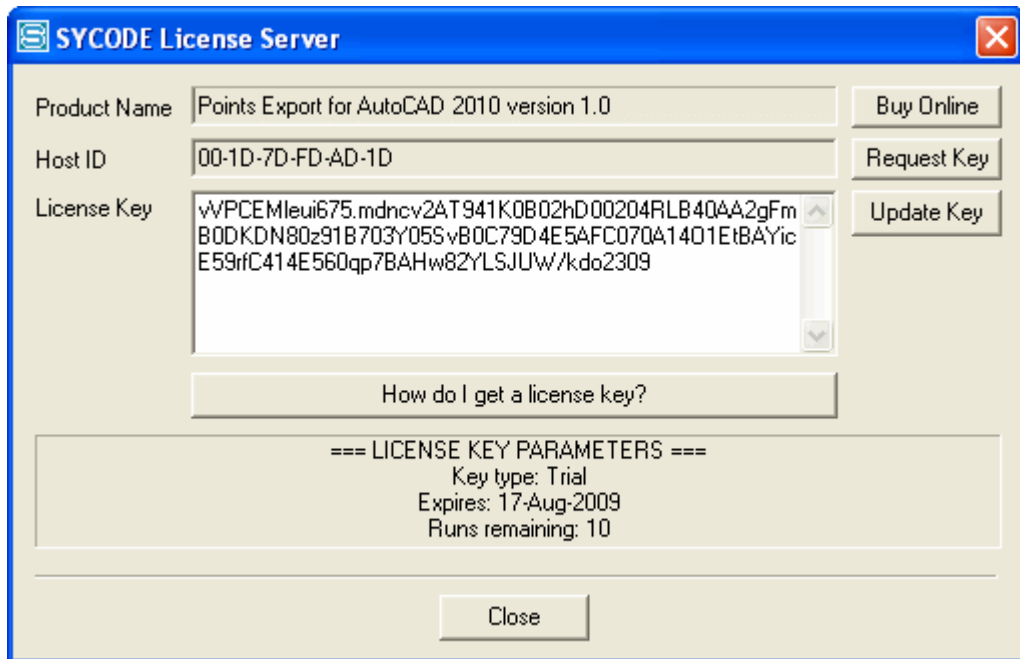 SYCODE License Server
Product Name
Points Export for AutoCAD 2010 version 1.0
Buy Online
Host ID
00-1D-7D-FD-AD-1D
Request Key
License Key
vVPCEMIeui675.mdncv2AT941K0B02hD00204RLB40AA2gFm
B0DKDN80z91B703Y05SvB0C79D4E5AFC070A14O1EtBAYic
E59rfC414E560qp7BAHw82YLSJUW/kdo2309
Update Key
How do I get a license key?
=== LICENSE KEY PARAMETERS ===
Key type: Trial
Expires: 17-Aug-2009
Runs remaining: 10
Close